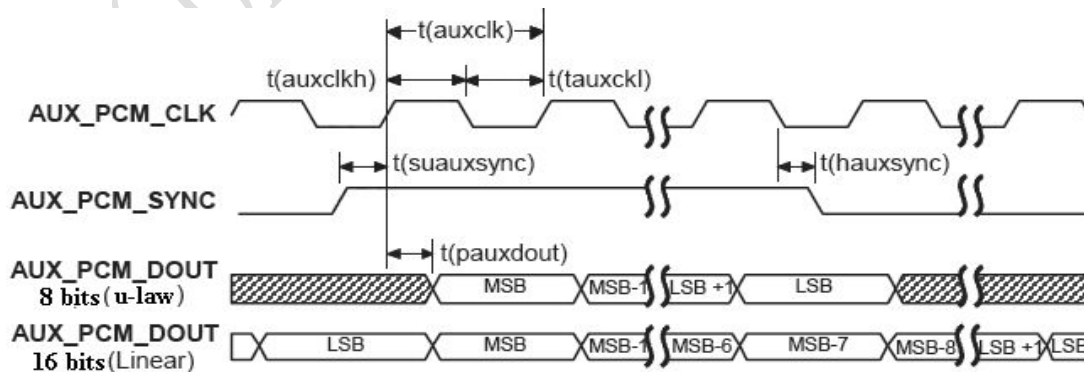 t(auxclk)
t(auxclkh)
t(tauxckl)
AUX_PCM_CLK
t(suauxsync)
t(hauxsync)
AUX_PCM_SYNC
t(pauxdout)
AUX_PCM_DOUT
8 bits(u-law)
MSB
MSB-1
LSB +1
LSB
AUX_PCM_DOUT
16 bits(Linear)
LSB
MSB
MSB-1
MSB-6
MSB-7
MSB-8
LSB +1
LSB